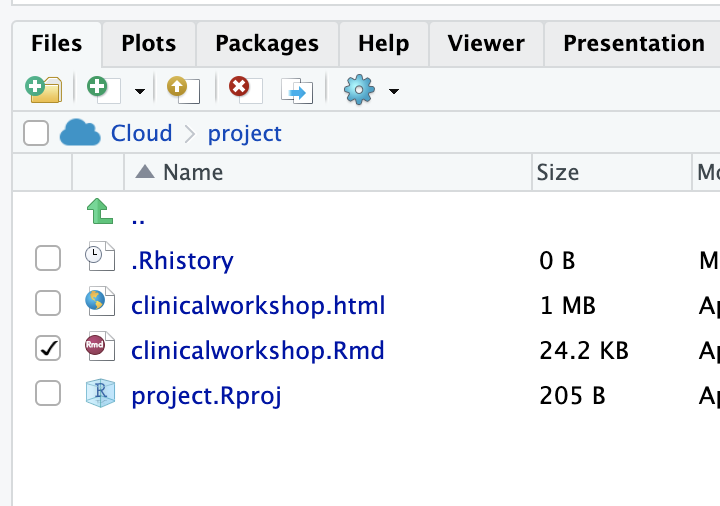 Files Plots Packages Help Viewer Presentation
Cloud project
Name Size Mo
..
.Rhistory 0 B M
clinicalworkshop.html 1 MB Ap
Rmd clinicalworkshop.Rmd 24.2 KB Ap
R project.Rproj 205 B Ap